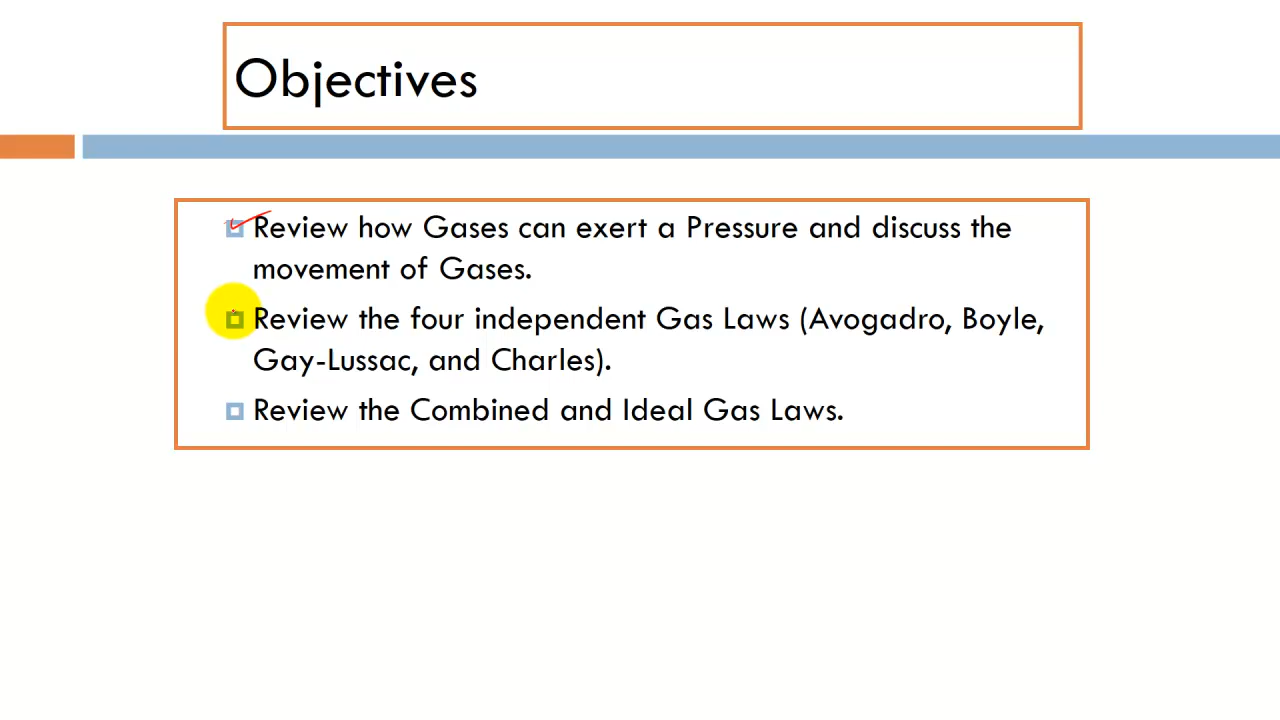 Objectives
Review how Gases can exert a Pressure and discuss the
movement of Gases.
Review the four independent Gas Laws (Avogadro, Boyle,
Gay-Lussac, and Charles).
Review the Combined and Ideal Gas Laws.